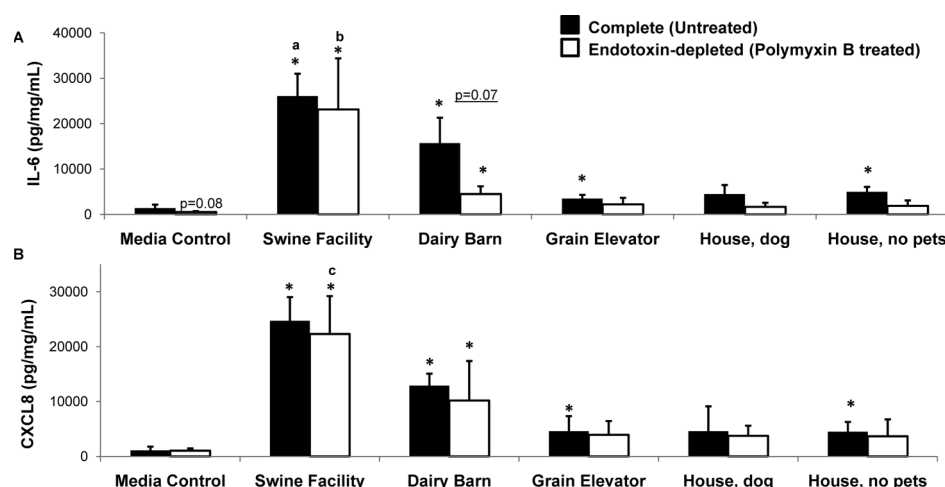 A
40000
30000
20000
10000
0
IL-6 (pg/mg/mL)
Complete (Untreated)
Endotoxin-depleted (Polymyxin B treated)
a
*
b
*
*
p=0.07
*
*
*
p=0.08
Media Control Swine Facility Dairy Barn Grain Elevator House, dog House, no pets
B
30000
20000
10000
0
CXCL8 (pg/mg/mL)
*
c
*
*
*
*
*
Media Control Swine Facility Dairy Barn Grain Elevator House, dog House, no pets